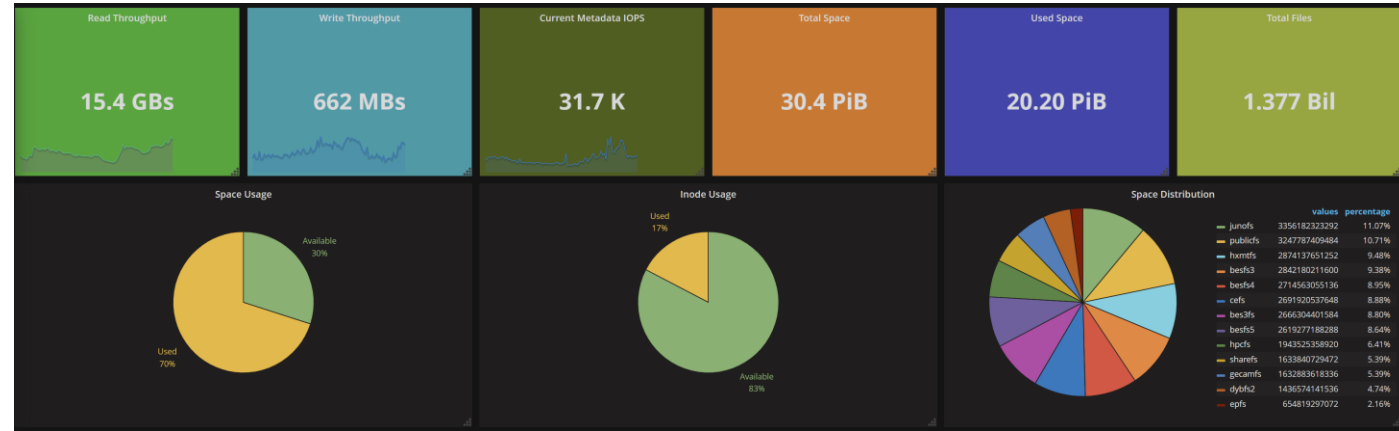 Read Throughput
15.4 GBs
Write Throughput
662 MBs
Current Metadata IOPS
31.7 K
Total Space
30.4 PiB
Used Space
20.20 PiB
Total Files
1.377 Bil
Space Usage
Available
30%
Used
70%
Inode Usage
Used
17%
Available
83%
Space Distribution
values percentage
junofs 3356182323292 11.07%
publicfs 3247787409484 10.71%
hxmtfs 2874137651252 9.48%
besfs3 2842180211600 9.38%
besfs4 2714563055136 8.95%
cefs 2691920537648 8.88%
bes3fs 2666304401584 8.80%
besfs5 2619277188288 8.64%
hpcfs 1943525358920 6.41%
sharefs 1633840729472 5.39%
gecamfs 1632883618336 5.39%
dybfs2 1436574141536 4.74%
epfs 654819297072 2.16%